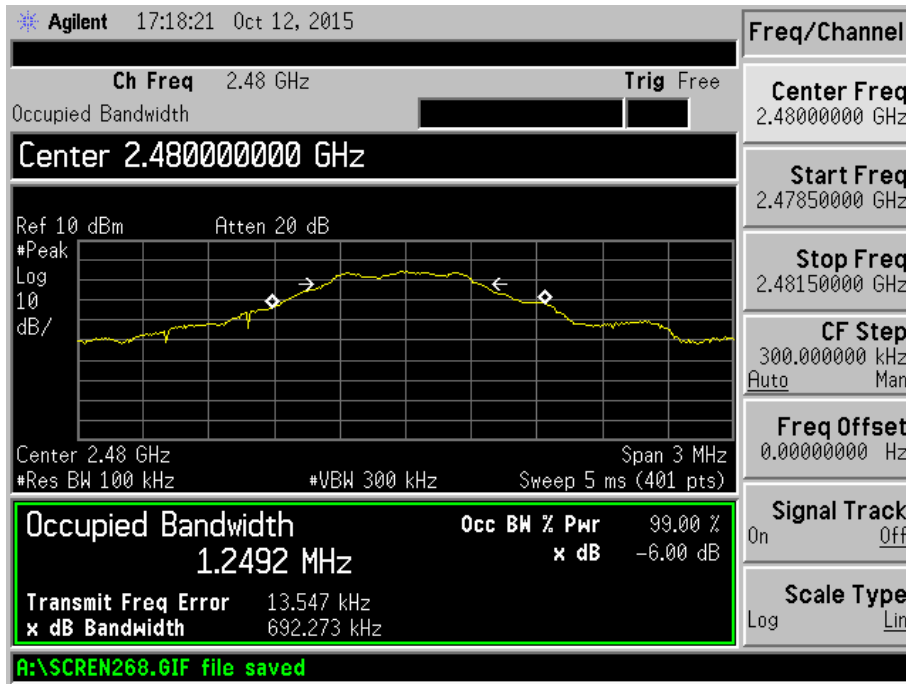 Agilent 17:18:21 Oct 12, 2015
Ch Freq 2.48 GHz Trig Free
Occupied Bandwidth
Center 2.480000000 GHz
Ref 10 dBm Atten 20 dB
#Peak
Log
10
dB/
Center 2.48 GHz Span 3 MHz
#Res BW 100 kHz #VBW 300 kHz Sweep 5 ms (401 pts)
Occupied Bandwidth Occ BW % Pwr 99.00 %
1.2492 MHz x dB -6.00 dB
Transmit Freq Error 13.547 kHz
x dB Bandwidth 692.273 kHz
A:\SCREN268.GIF file saved
Freq/Channel
Center Freq
2.48000000 GHz
Start Freq
2.47850000 GHz
Stop Freq
2.48150000 GHz
CF Step
300.000000 kHz
Auto Man
Freq Offset
0.00000000 Hz
Signal Track
On Off
Scale Type
Log Lin